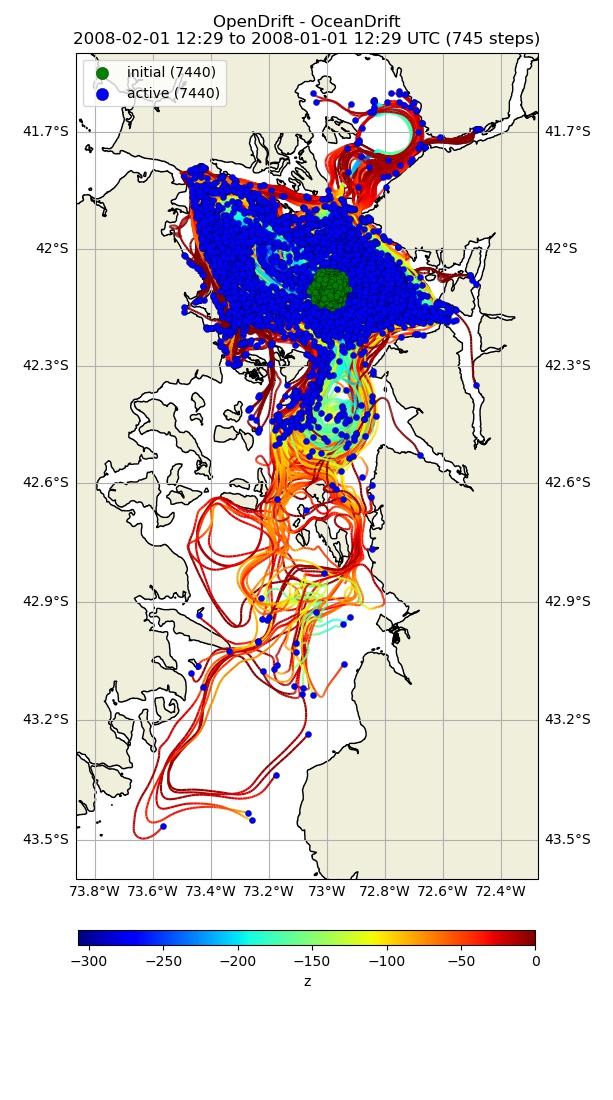 OpenDrift - OceanDrift
2008-02-01 12:29 to 2008-01-01 12:29 UTC (745 steps)
initial (7440)
active (7440)
41.7°S 41.7°S
42°S 42°S
42.3°S 42.3°S
42.6°S 42.6°S
42.9°S 42.9°S
43.2°S 43.2°S
43.5°S 43.5°S
73.8°W 73.6°W 73.4°W 73.2°W 73°W 72.8°W 72.6°W 72.4°W
−300 −250 −200 −150 −100 −50 0
z